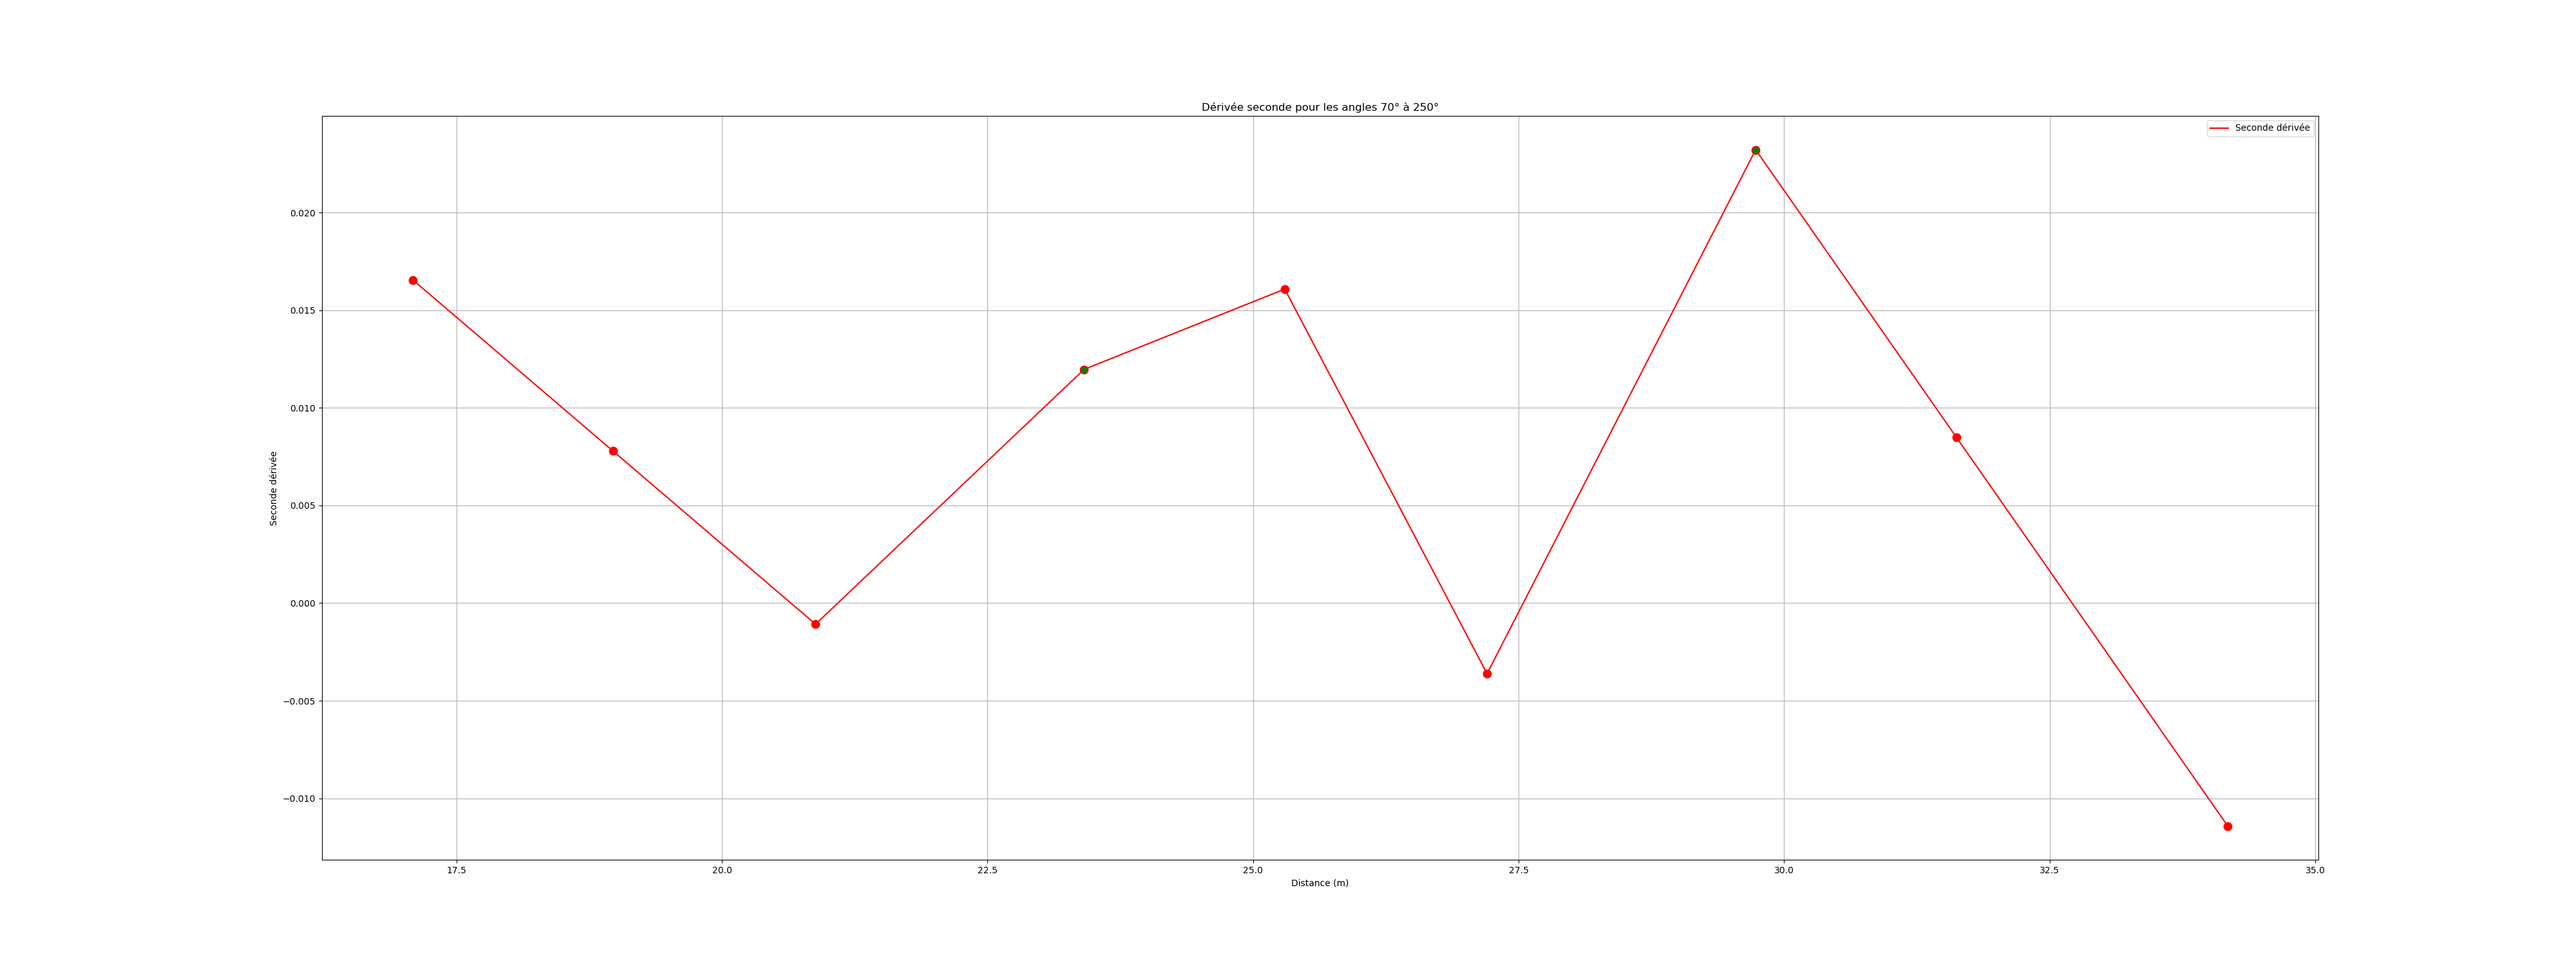 Dérivée seconde pour les angles 70° à 250°
Seconde dérivée
0.020
0.015
0.010
0.005
0.000
−0.005
−0.010
Seconde dérivée
17.5 20.0 22.5 25.0 27.5 30.0 32.5 35.0
Distance (m)